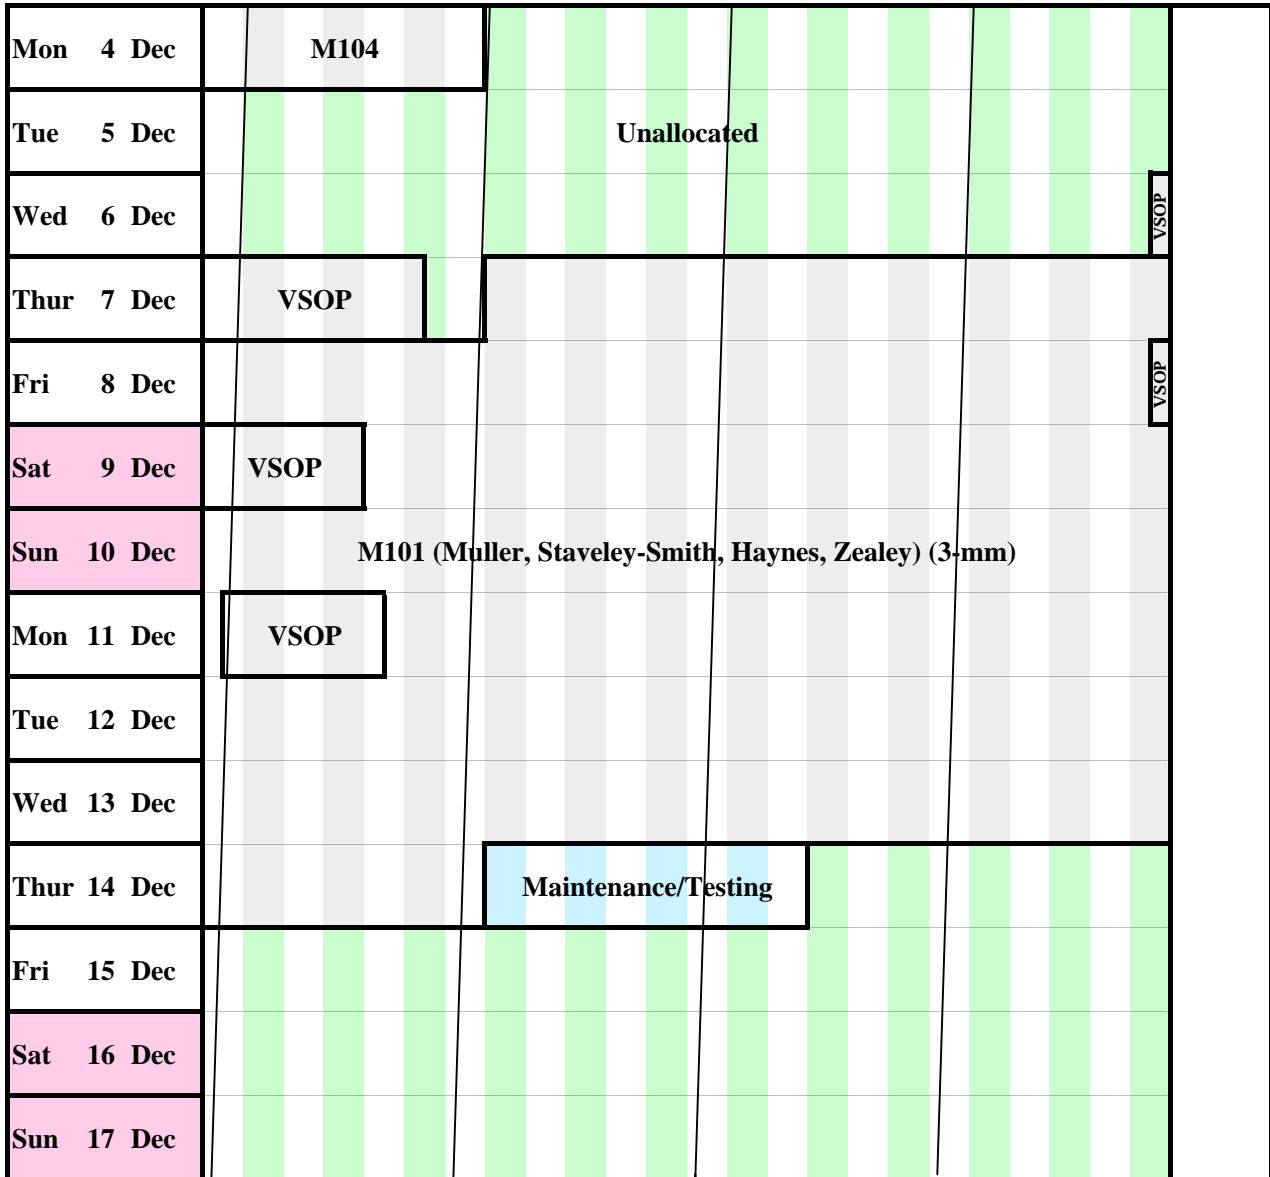 Mon 4 Dec M104
Tue 5 Dec Unallocated
Wed 6 Dec VSOP
Thur 7 Dec VSOP
Fri 8 Dec VSOP
Sat 9 Dec VSOP
Sun 10 Dec M101 (Muller, Staveley-Smith, Haynes, Zealey) (3-mm)
Mon 11 Dec VSOP
Tue 12 Dec
Wed 13 Dec
Thur 14 Dec Maintenance/Testing
Fri 15 Dec
Sat 16 Dec
Sun 17 Dec